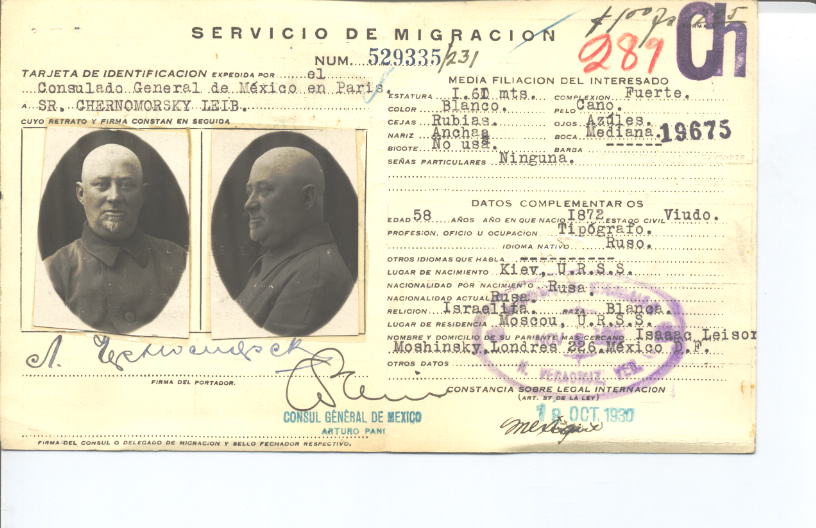 SERVICIO DE MIGRACION
289
Ch
NUM. 529335/231
TARJETA DE IDENTIFICACION EXPEDIDA POR el
Consulado General de México en Paris.
A SR. CHERNOMORSKY LEIB.
CUYO RETRATO Y FIRMA CONSTAN EN SEGUIDA
MEDIA FILIACION DEL INTERESADO
ESTATURA 1.61 mts. COMPLEXION Fuerte.
COLOR Blanco. PELO Cano.
CEJAS Rubias. OJOS Azules.
NARIZ Ancha BOCA Mediana.
19675
BIGOTE No usa. BARBA -------
SEÑAS PARTICULARES Ninguna.
DATOS COMPLEMENTARIOS
EDAD 58 AÑOS AÑO EN QUE NACIO 1872 ESTADO CIVIL Viudo.
PROFESION, OFICIO U OCUPACION Tipógrafo.
IDIOMA NATIVO Ruso.
OTROS IDIOMAS QUE HABLA ----------
LUGAR DE NACIMIENTO Kiev, U.R.S.S.
NACIONALIDAD POR NACIMIENTO Rusa.
NACIONALIDAD ACTUAL Rusa.
RELIGION Israelita. RAZA Blanca.
LUGAR DE RESIDENCIA Moscou, U.R.S.S.
NOMBRE Y DOMICILIO DE SU PARIENTE MAS CERCANO Isaac Leisor
Moshinsky. Londres 226. México D.F.
OTROS DATOS
VERACRUZ, VER.
FIRMA DEL PORTADOR.
CONSTANCIA SOBRE LEGAL INTERNACION
(ART. 57 DE LA LEY)
CONSUL GENERAL DE MEXICO
ARTURO PANI
19 OCT. 1930
FIRMA DEL CONSUL O DELEGADO DE MIGRACION Y SELLO FECHADOR RESPECTIVO.